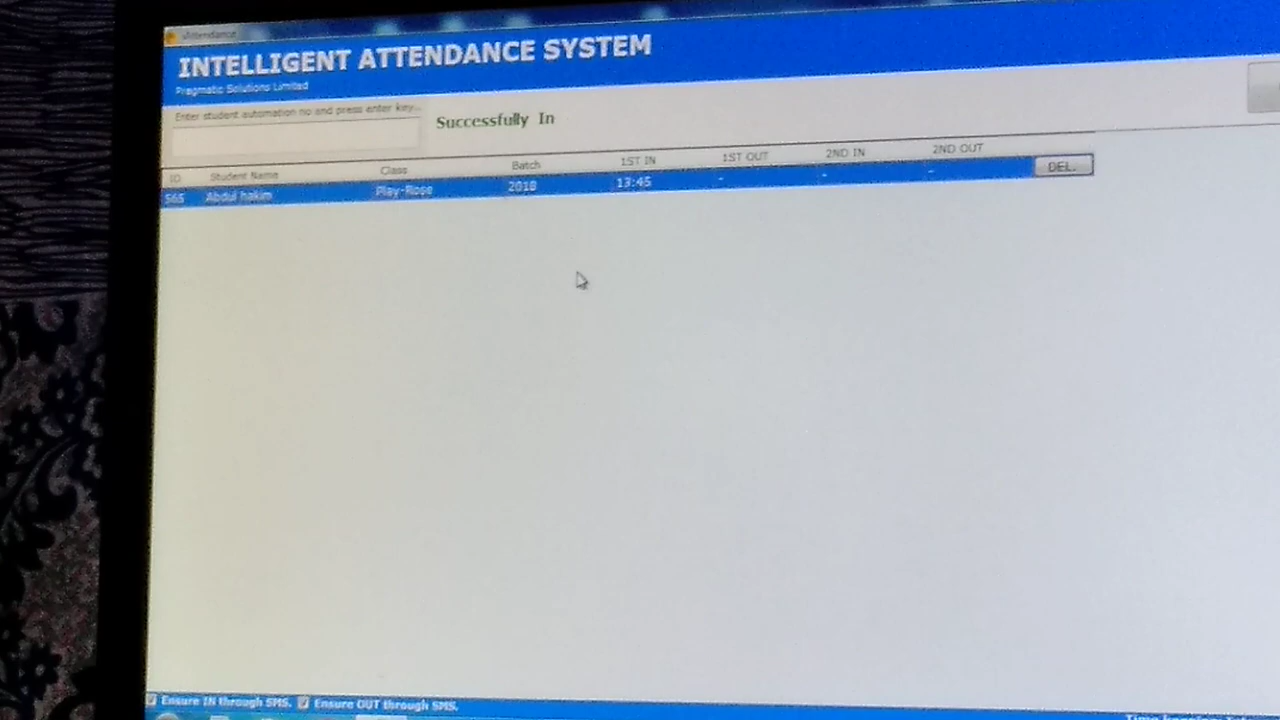 Attendance
INTELLIGENT ATTENDANCE SYSTEM
Pragmatic Solutions Limited
Enter student automation no and press enter key...
Successfully In
ID Student Name Class Batch 1ST IN 1ST OUT 2ND IN 2ND OUT
565 Abdul hakim Play-Rose 2018 13:45 - - - DEL.
Ensure IN through SMS. Ensure OUT through SMS.